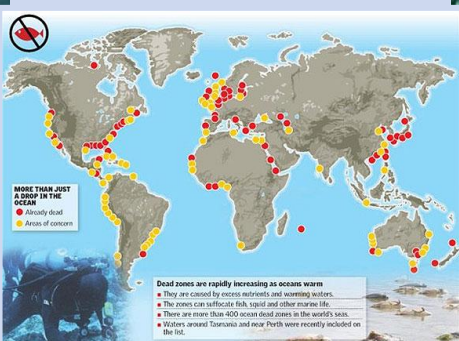 MORE THAN JUST
A DROP IN THE
OCEAN
Already dead
Areas of concern
Dead zones are rapidly increasing as oceans warm
They are caused by excess nutrients and warming waters.
The zones can suffocate fish, squid and other marine life.
There are more than 400 ocean dead zones in the world's seas.
Waters around Tasmania and near Perth were recently included on
the list.